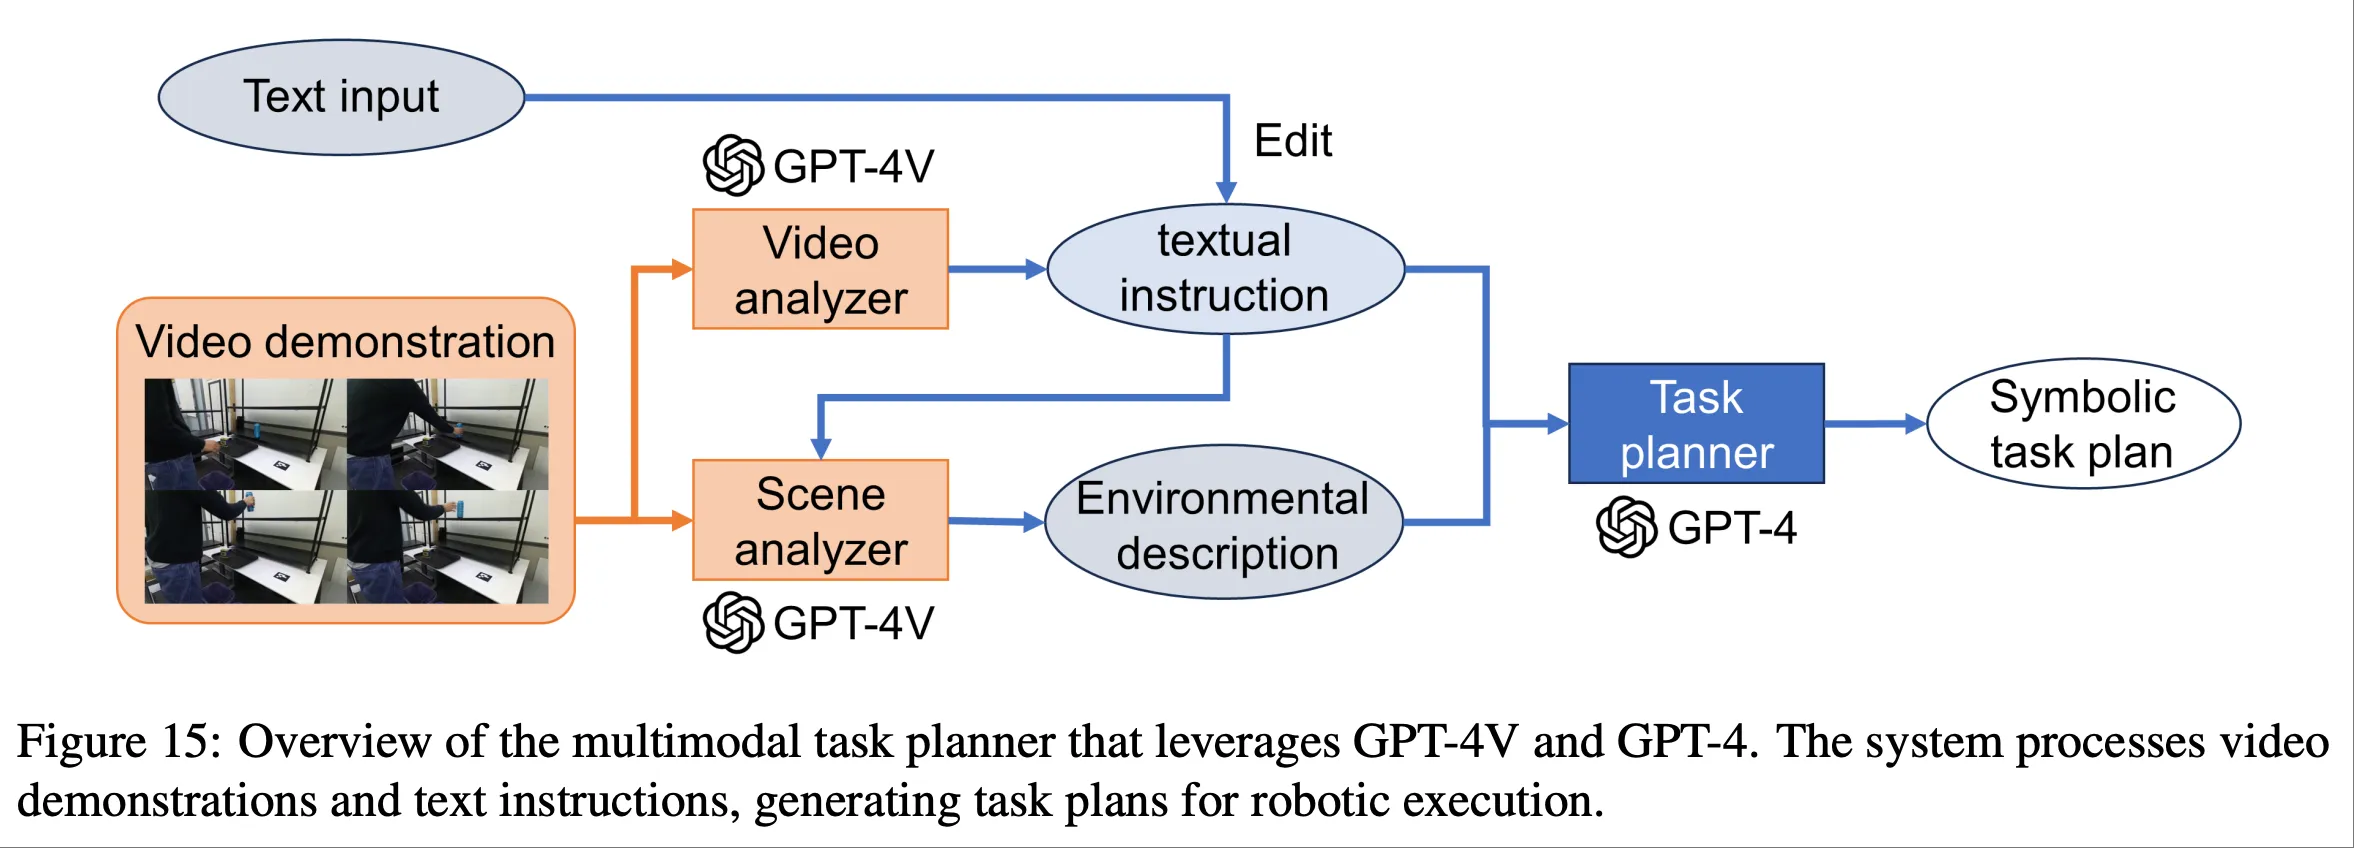 Text input
Edit
GPT-4V
Video
analyzer
textual
instruction
Video demonstration
Task
planner
GPT-4
Symbolic
task plan
Scene
analyzer
GPT-4V
Environmental
description
Figure 15: Overview of the multimodal task planner that leverages GPT-4V and GPT-4. The system processes video
demonstrations and text instructions, generating task plans for robotic execution.